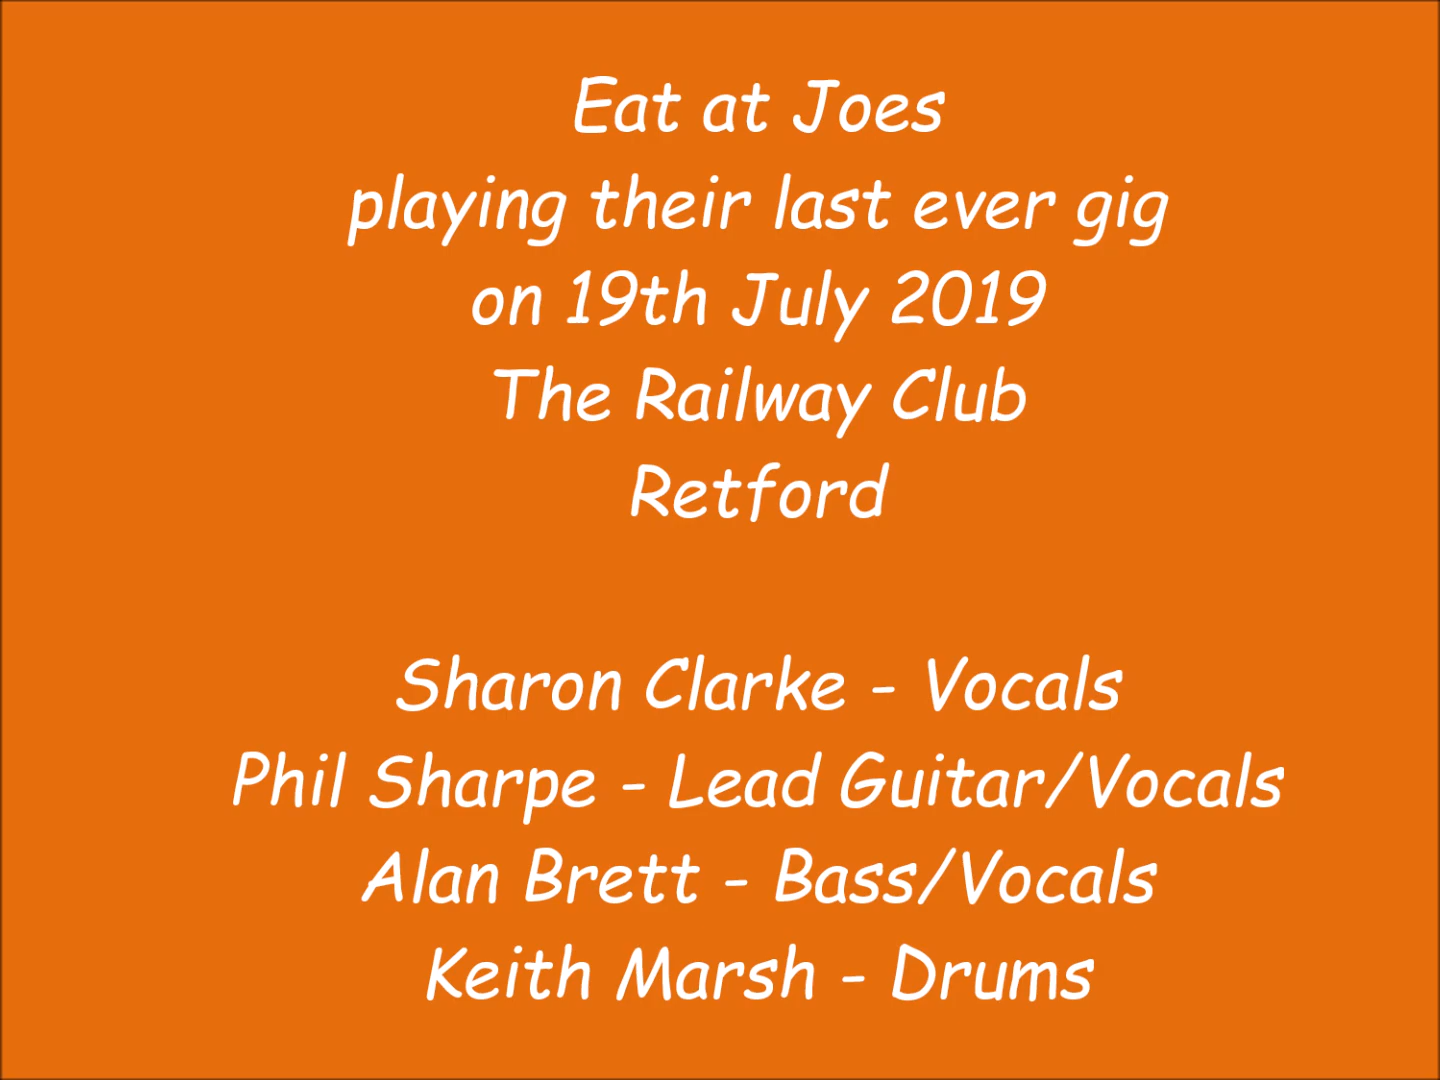 Eat at Joes
playing their last ever gig
on 19th July 2019
The Railway Club
Retford
Sharon Clarke - Vocals
Phil Sharpe - Lead Guitar/Vocals
Alan Brett - Bass/Vocals
Keith Marsh - Drums